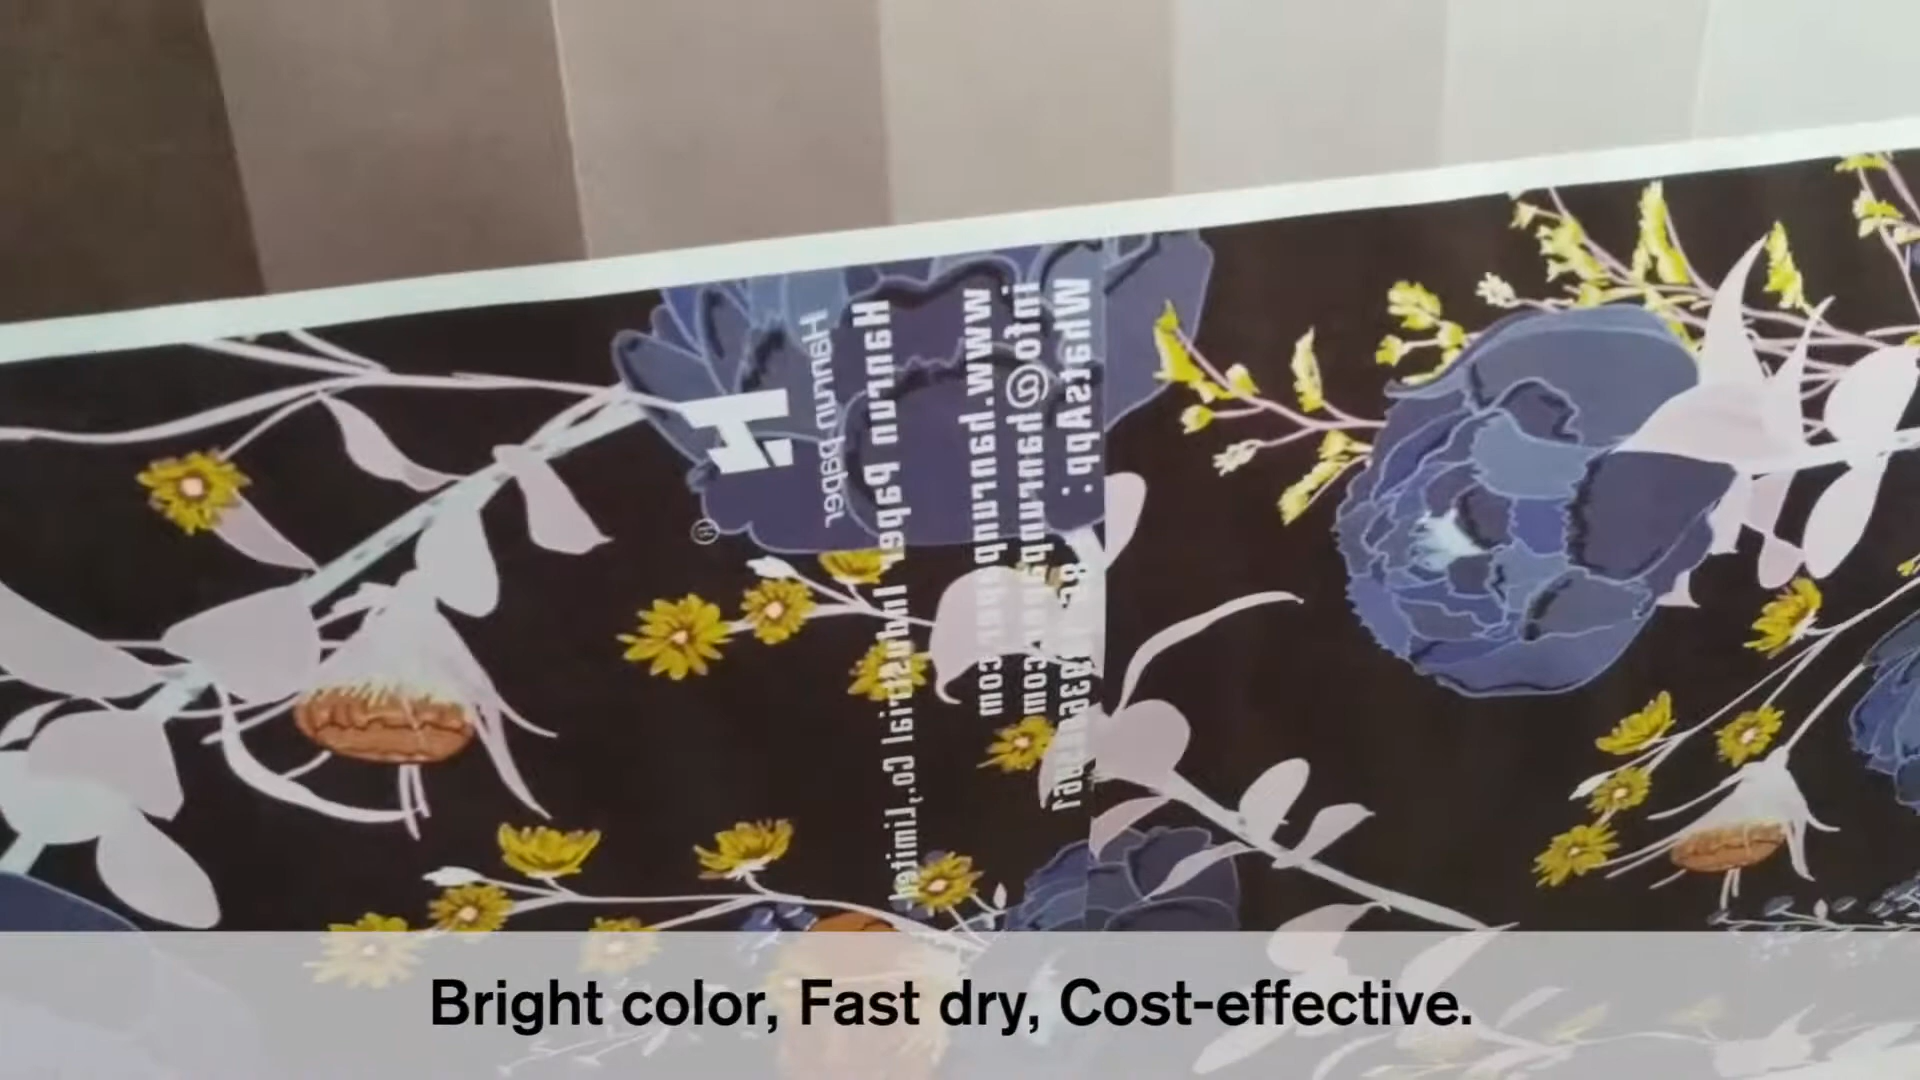 Hanrun paper
®
Hanrun Paper Industrial Co.,Limited.
www.hanrunpaper.com
info@hanrunpaper.com
WhatsApp:
Bright color, Fast dry, Cost-effective.